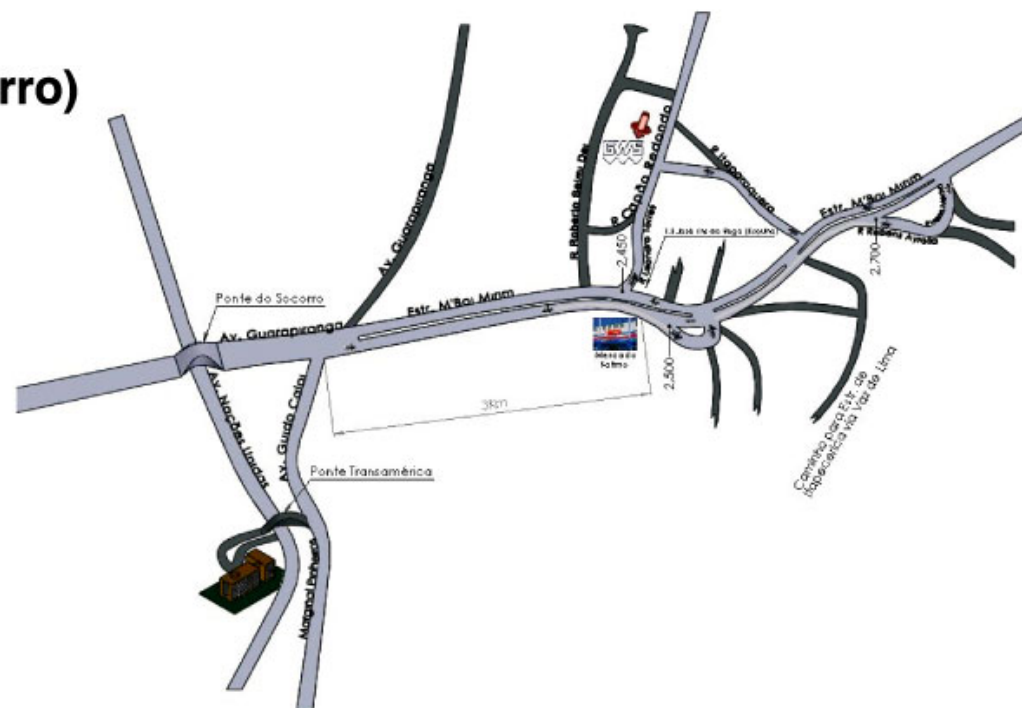 rro)
Av. Guarapiranga
R Capão Redondo
R Itaparoquera
GWS
Estr. M'Boi Mirim
2.450
2.700
Ponte do Socorro
Estr. M'Boi Mirim
Av. Guarapiranga
2.500
3Km
Av. Nações Unidas
Av. Guido Caloi
Caminho para Estr. de
Itapecerica via Vaz de Lima
Ponte Transamérica
Marginal Pinheiros